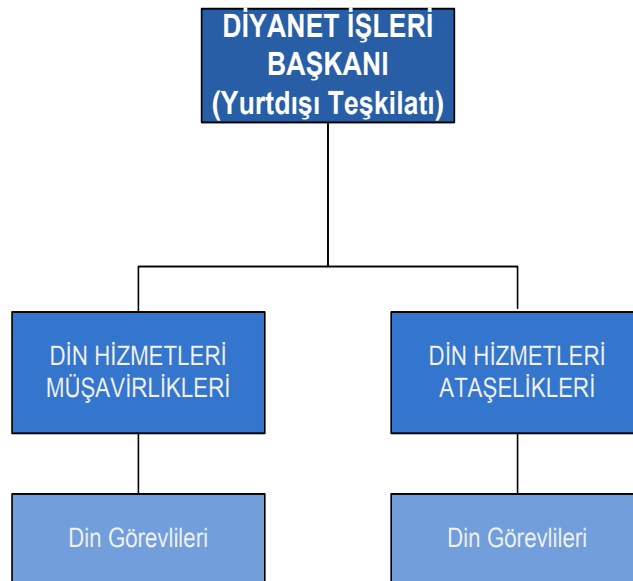 DİYANET İŞLERİ
BAŞKANI
(Yurtdışı Teşkilatı)
DİN HİZMETLERİ
MÜŞAVİRLİKLERİ
DİN HİZMETLERİ
ATAŞELİKLERİ
Din Görevlileri
Din Görevlileri